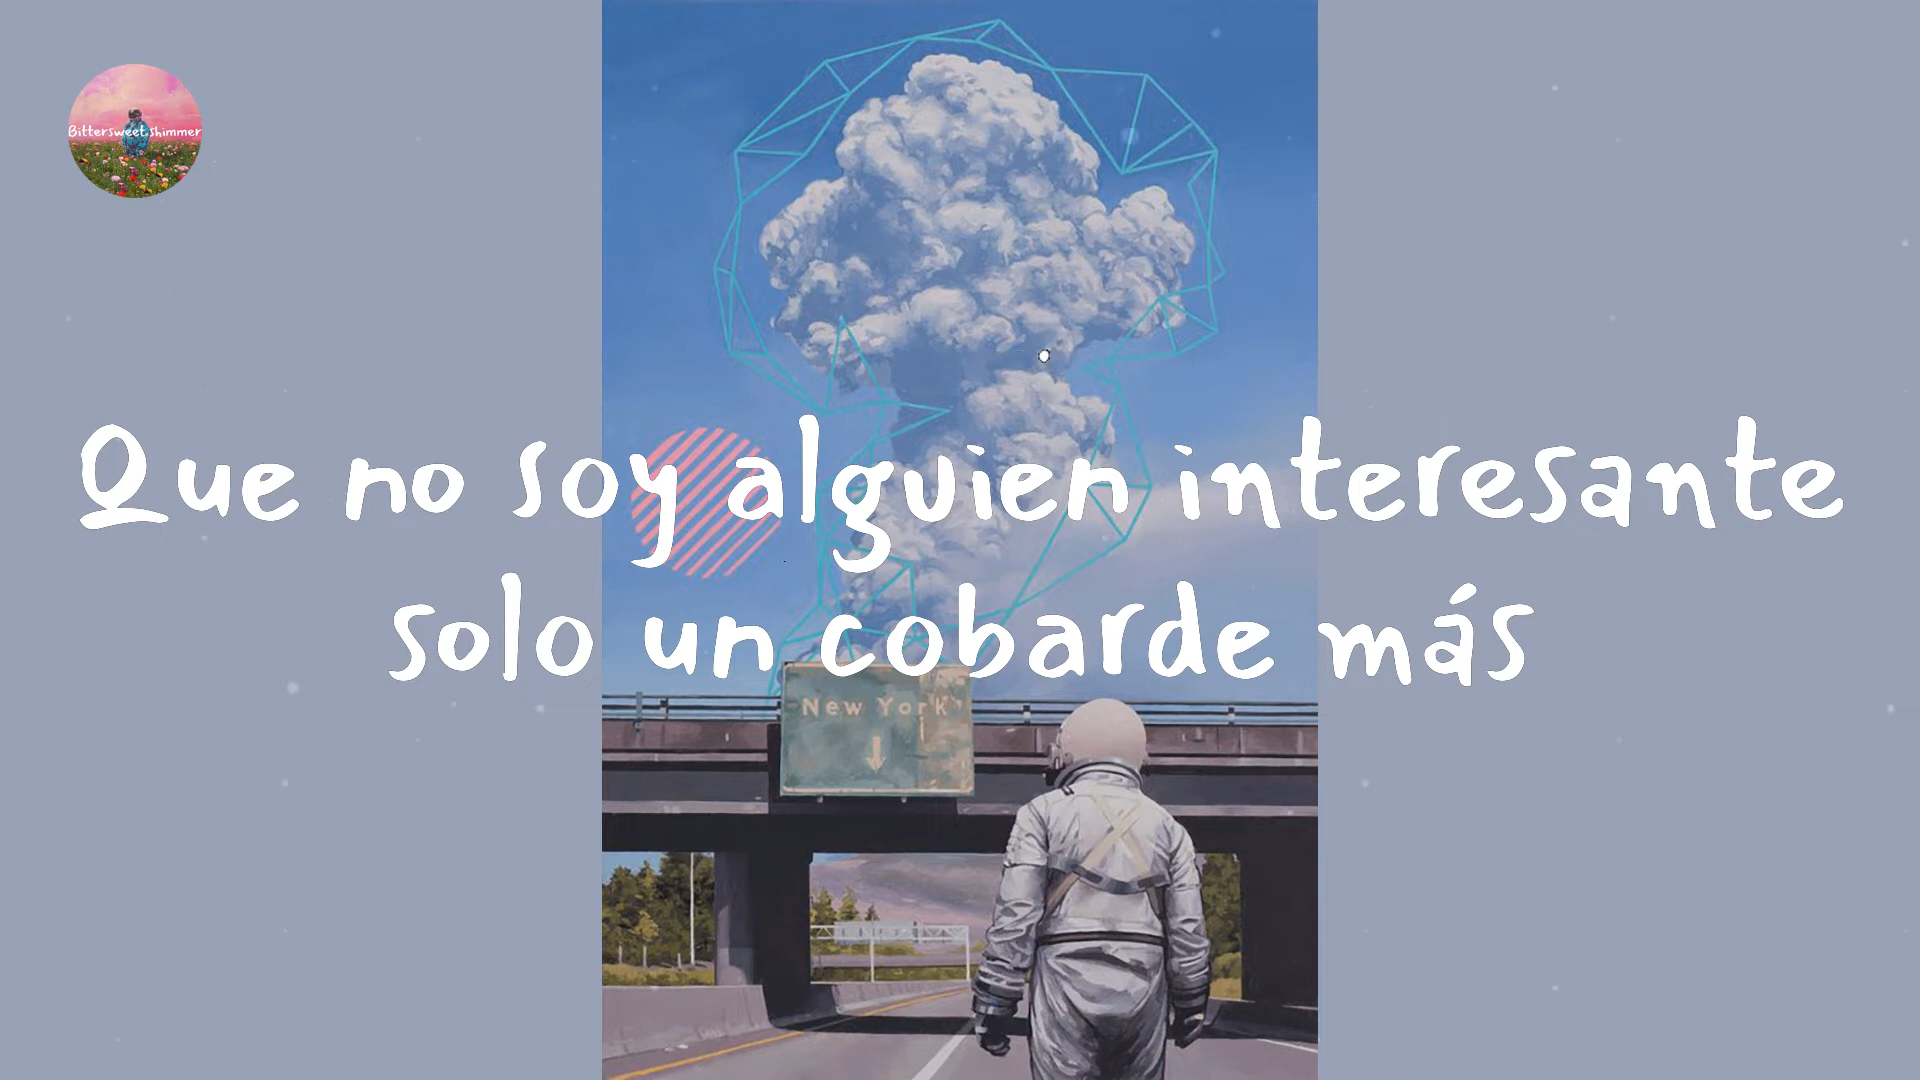 Bittersweet shimmer
Que no soy alguien interesante
solo un cobarde más
New York